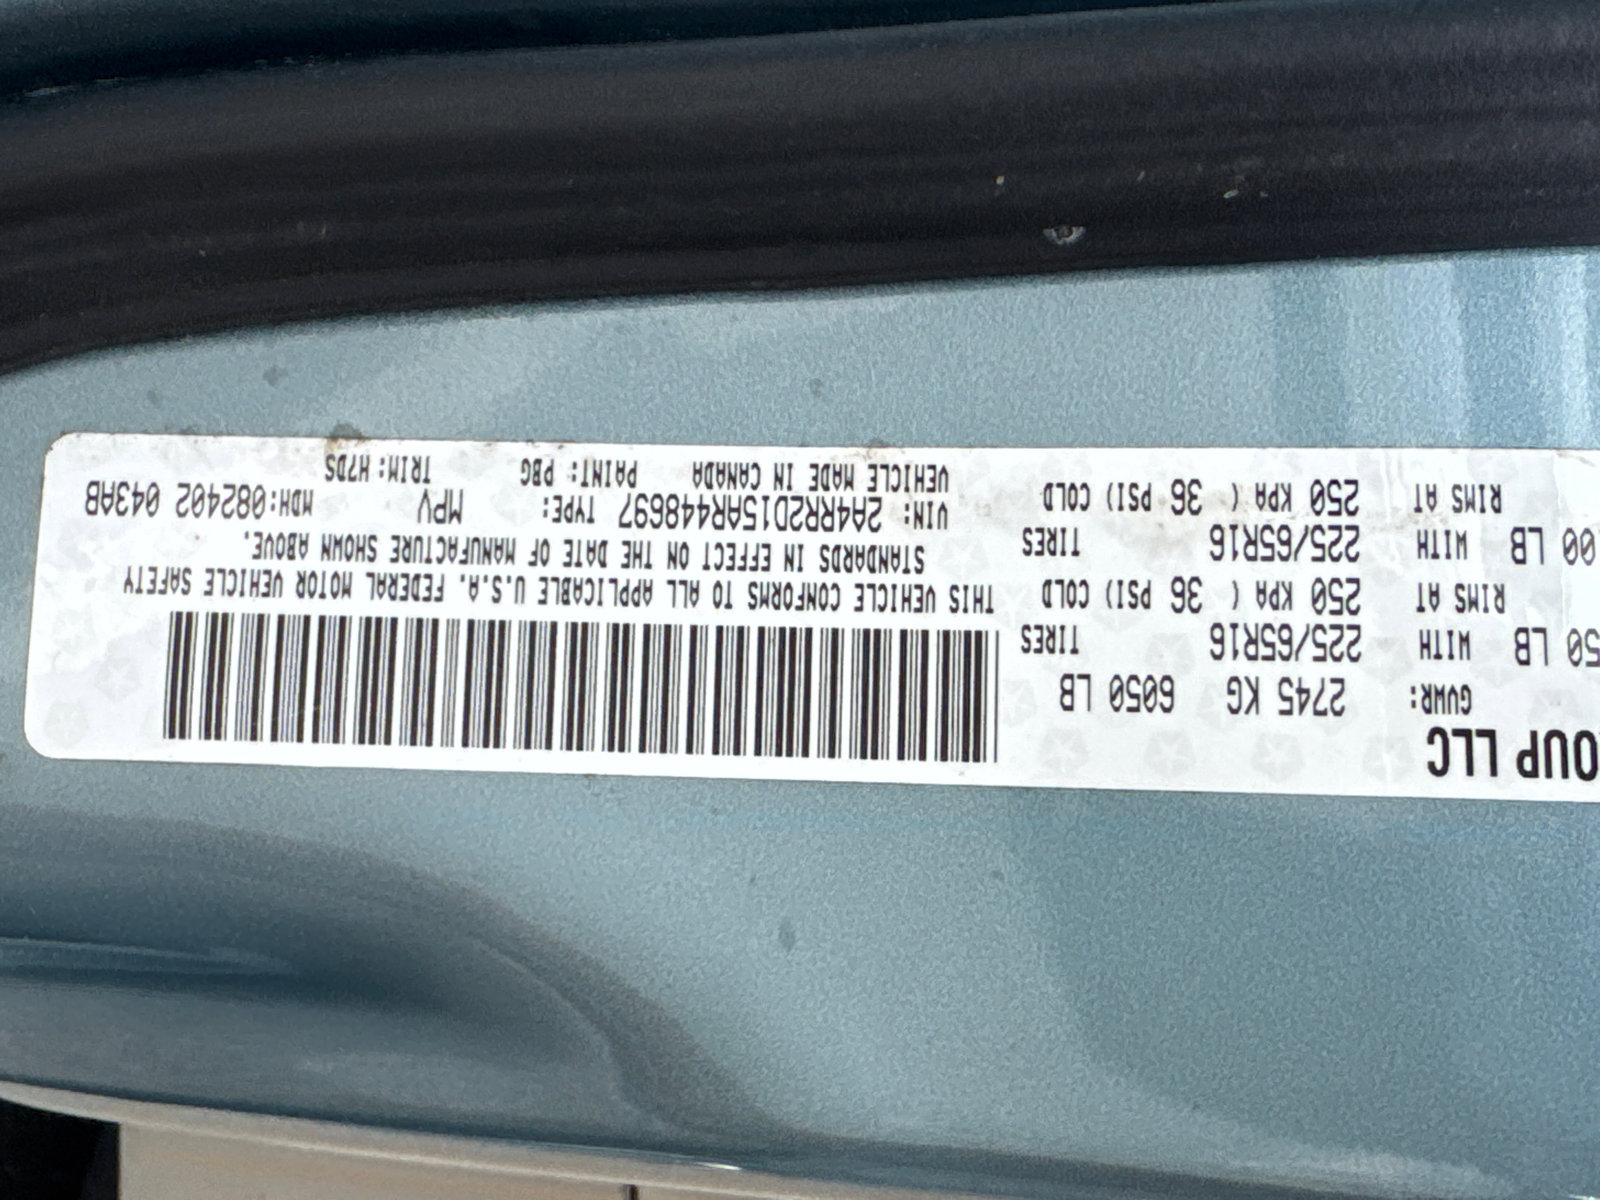 OUP LLC
GVWR: 2745 KG 6050 LB
50 LB WITH 225/65R16 TIRES
RIMS AT 250 KPA ( 36 PSI) COLD
00 LB WITH 225/65R16 TIRES
RIMS AT 250 KPA ( 36 PSI) COLD
THIS VEHICLE CONFORMS TO ALL APPLICABLE U.S.A. FEDERAL MOTOR VEHICLE SAFETY
STANDARDS IN EFFECT ON THE DATE OF MANUFACTURE SHOWN ABOVE.
VIN: 2A4RR2D15AR448697 TYPE: MPV MDH:082402 043AB
VEHICLE MADE IN CANADA PAINT: PBG TRIM: H7DS